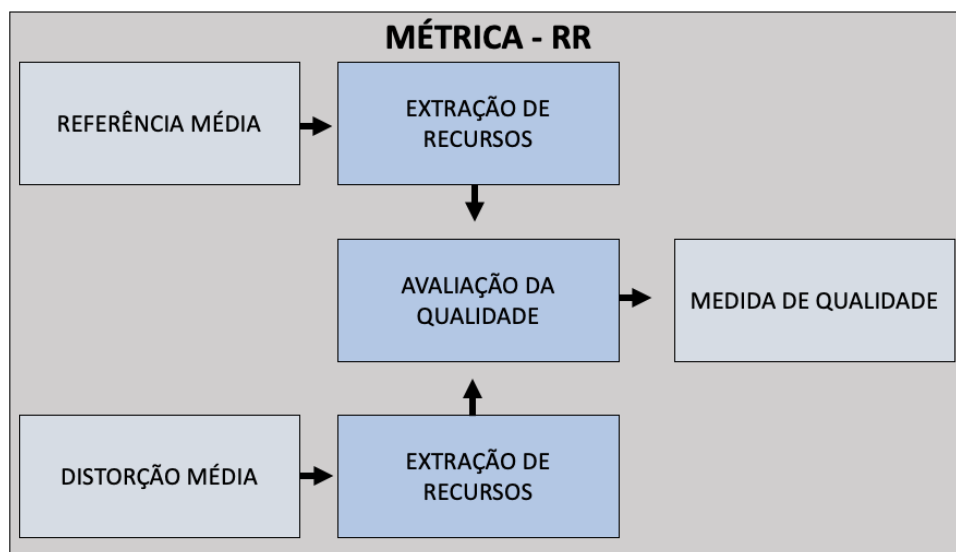 MÉTRICA - RR
REFERÊNCIA MÉDIA
EXTRAÇÃO DE
RECURSOS
AVALIAÇÃO DA
QUALIDADE
MEDIDA DE QUALIDADE
DISTORÇÃO MÉDIA
EXTRAÇÃO DE
RECURSOS